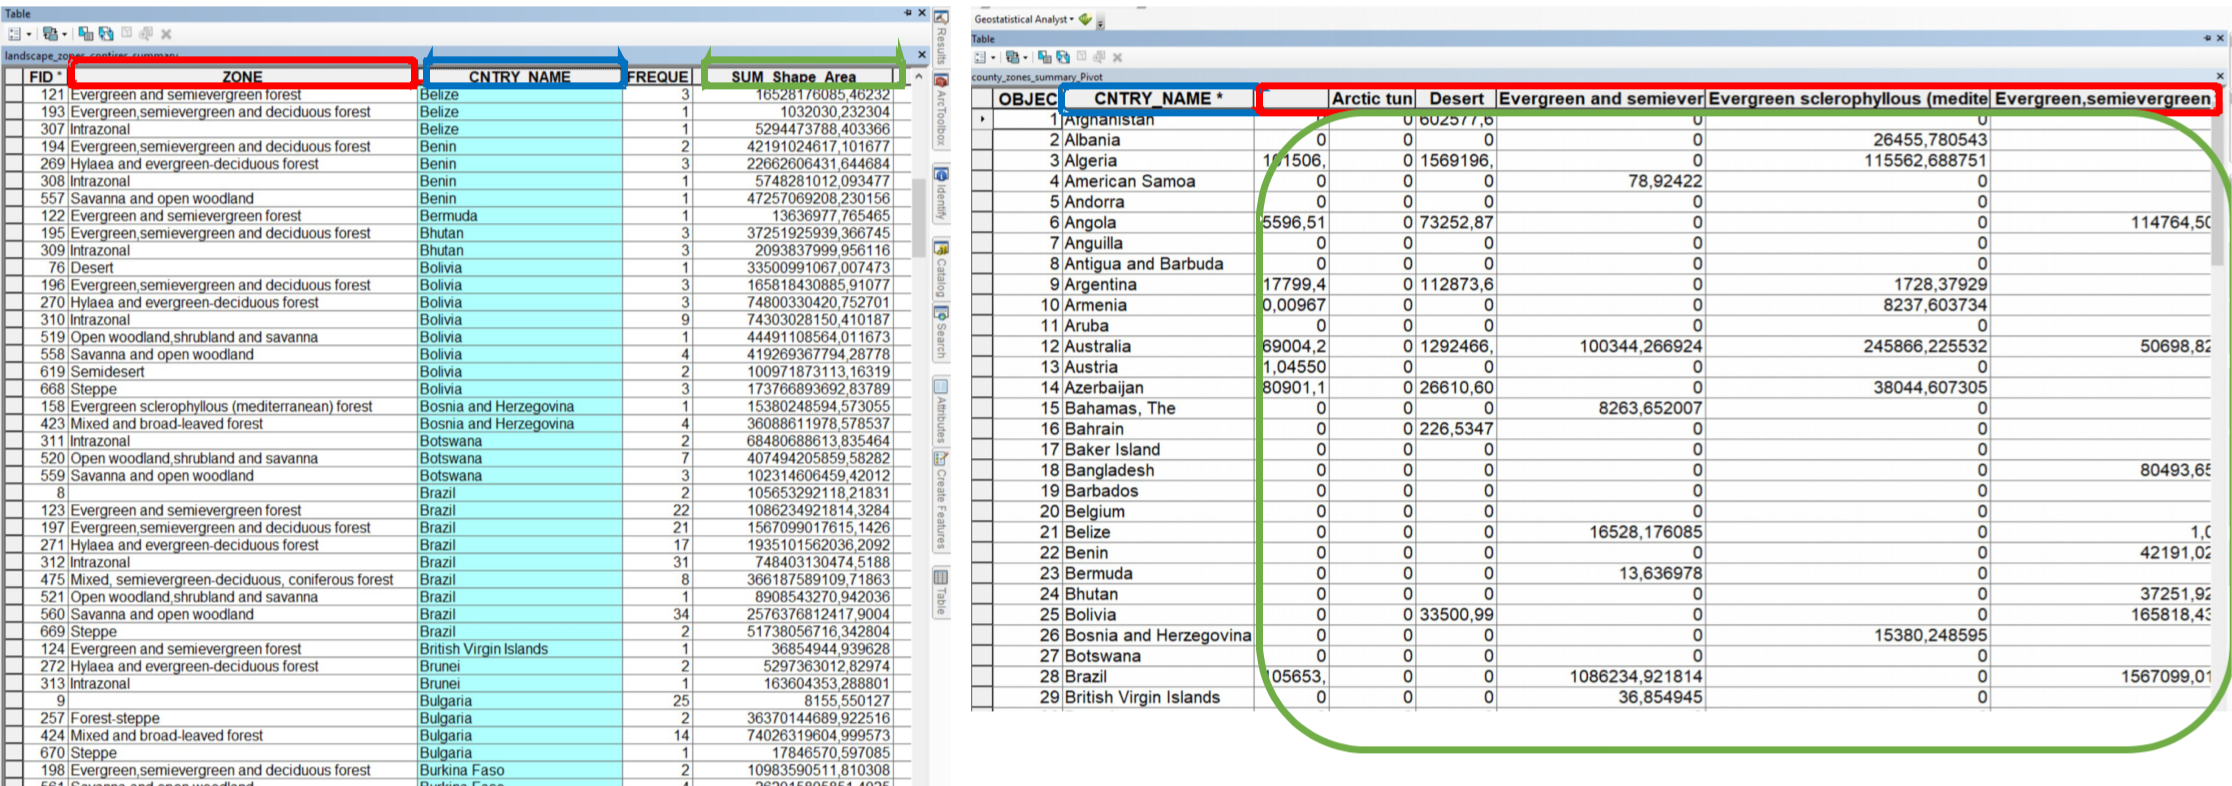 Table
landscape_zones_contires_summary
FID * ZONE CNTRY_NAME FREQUE SUM_Shape_Area
121 Evergreen and semievergreen forest Belize 3 16528176085,46232
193 Evergreen,semievergreen and deciduous forest Belize 1 1032030,232304
307 Intrazonal Belize 1 5294473788,403366
194 Evergreen,semievergreen and deciduous forest Benin 2 42191024617,101677
269 Hylaea and evergreen-deciduous forest Benin 3 22662606431,644684
308 Intrazonal Benin 1 5748281012,093477
557 Savanna and open woodland Benin 1 47257069208,230156
122 Evergreen and semievergreen forest Bermuda 1 13636977,765465
195 Evergreen,semievergreen and deciduous forest Bhutan 3 37251925939,366745
309 Intrazonal Bhutan 3 2093837999,956116
76 Desert Bolivia 1 33500991067,007473
196 Evergreen,semievergreen and deciduous forest Bolivia 3 165818430885,91077
270 Hylaea and evergreen-deciduous forest Bolivia 3 74800330420,752701
310 Intrazonal Bolivia 9 74303028150,410187
519 Open woodland,shrubland and savanna Bolivia 1 44491108564,011673
558 Savanna and open woodland Bolivia 4 419269367794,28778
619 Semidesert Bolivia 2 100971873113,16319
668 Steppe Bolivia 3 173766893692,83789
158 Evergreen sclerophyllous (mediterranean) forest Bosnia and Herzegovina 1 15380248594,573055
423 Mixed and broad-leaved forest Bosnia and Herzegovina 4 36088611978,578537
311 Intrazonal Botswana 2 68480688613,835464
520 Open woodland,shrubland and savanna Botswana 7 407494205859,58282
559 Savanna and open woodland Botswana 3 102314606459,42012
8 Brazil 2 105653292118,21831
123 Evergreen and semievergreen forest Brazil 22 1086234921814,3284
197 Evergreen,semievergreen and deciduous forest Brazil 21 1567099017615,1426
271 Hylaea and evergreen-deciduous forest Brazil 17 1935101562036,2092
312 Intrazonal Brazil 31 748403130474,5188
475 Mixed, semievergreen-deciduous, coniferous forest Brazil 8 366187589109,71863
521 Open woodland,shrubland and savanna Brazil 1 8908543270,942036
560 Savanna and open woodland Brazil 34 2576376812417,9004
669 Steppe Brazil 2 51738056716,342804
124 Evergreen and semievergreen forest British Virgin Islands 1 36854944,939628
272 Hylaea and evergreen-deciduous forest Brunei 2 5297363012,82974
313 Intrazonal Brunei 1 163604353,288801
9 Bulgaria 25 8155,550127
257 Forest-steppe Bulgaria 2 36370144689,922516
424 Mixed and broad-leaved forest Bulgaria 14 74026319604,999573
670 Steppe Bulgaria 1 17846570,597085
198 Evergreen,semievergreen and deciduous forest Burkina Faso 2 10983590511,810308
561 Savanna and open woodland Burkina Faso 4
Results
ArcToolbox
Identify
Catalog
Search
Attributes
Create Features
Table
Geostatistical Analyst
Table
county_zones_summary_Pivot
OBJEC CNTRY_NAME * Arctic tun Desert Evergreen and semiever Evergreen sclerophyllous (medite Evergreen,semievergreen
1 Afghanistan 0 0 602577,6 0 0
2 Albania 0 0 0 0 26455,780543
3 Algeria 101506, 0 1569196, 0 115562,688751
4 American Samoa 0 0 0 78,92422 0
5 Andorra 0 0 0 0 0
6 Angola 5596,51 0 73252,87 0 0 114764,50
7 Anguilla 0 0 0 0 0
8 Antigua and Barbuda 0 0 0 0 0
9 Argentina 17799,4 0 112873,6 0 1728,37929
10 Armenia 0,00967 0 0 0 8237,603734
11 Aruba 0 0 0 0 0
12 Australia 69004,2 0 1292466, 100344,266924 245866,225532 50698,82
13 Austria 1,04550 0 0 0 0
14 Azerbaijan 80901,1 0 26610,60 0 38044,607305
15 Bahamas, The 0 0 0 8263,652007 0
16 Bahrain 0 0 226,5347 0 0
17 Baker Island 0 0 0 0 0
18 Bangladesh 0 0 0 0 0 80493,65
19 Barbados 0 0 0 0 0
20 Belgium 0 0 0 0 0
21 Belize 0 0 0 16528,176085 0 1,0
22 Benin 0 0 0 0 0 42191,02
23 Bermuda 0 0 0 13,636978 0
24 Bhutan 0 0 0 0 0 37251,92
25 Bolivia 0 0 33500,99 0 0 165818,43
26 Bosnia and Herzegovina 0 0 0 0 15380,248595
27 Botswana 0 0 0 0 0
28 Brazil 105653, 0 0 1086234,921814 0 1567099,01
29 British Virgin Islands 0 0 0 36,854945 0